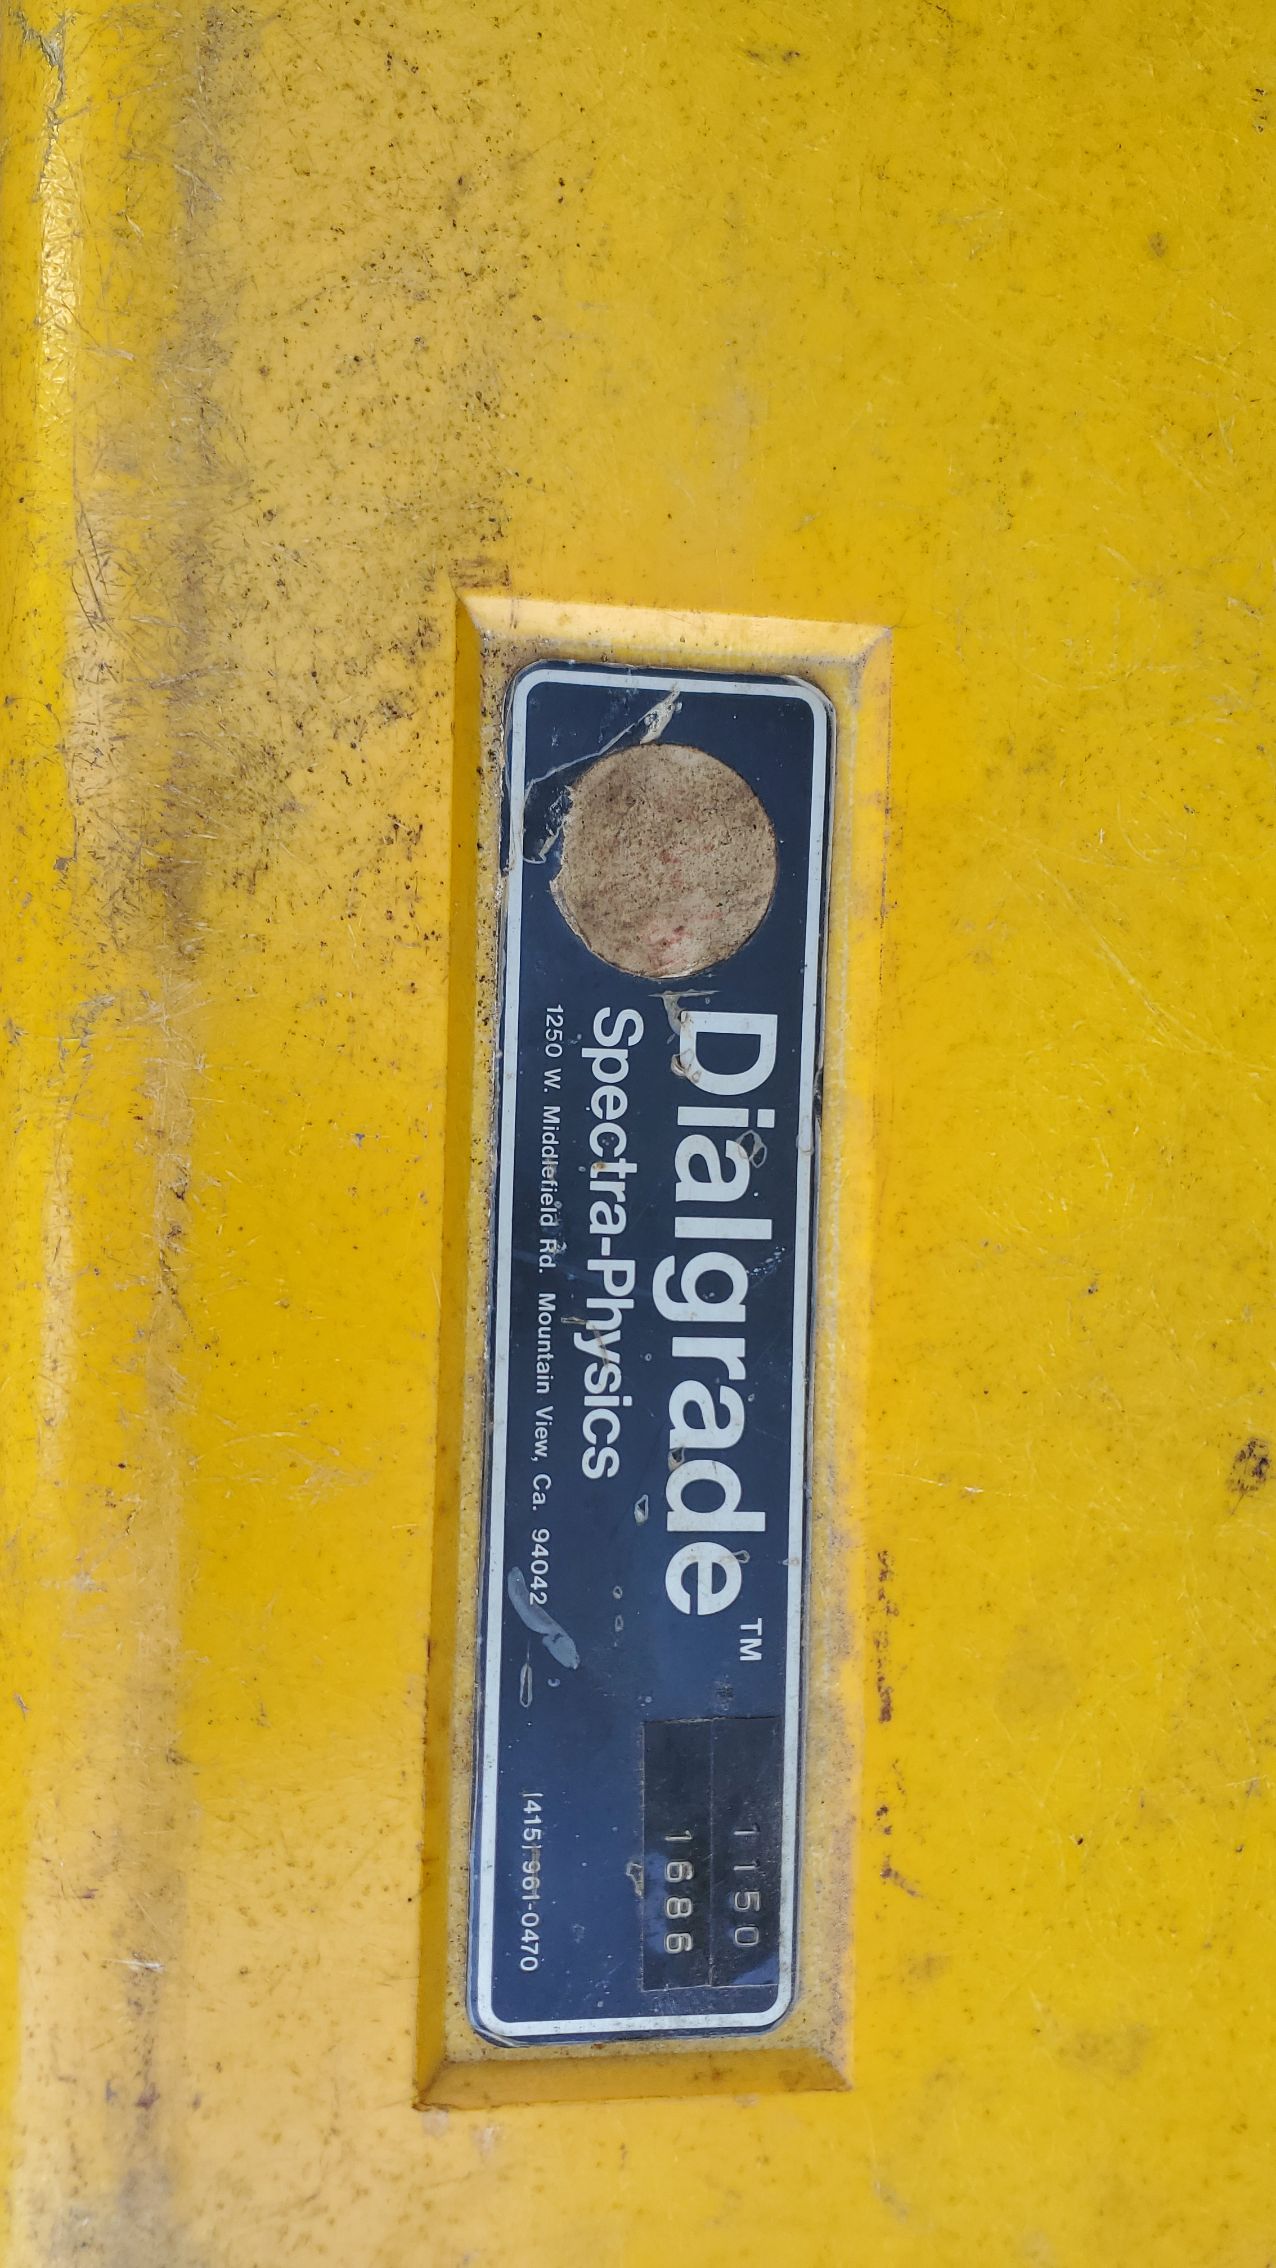 Dialgrade™
Spectra-Physics
1250 W. Middlefield Rd. Mountain View, Ca. 94042 (415) 961-0470
1150
1686